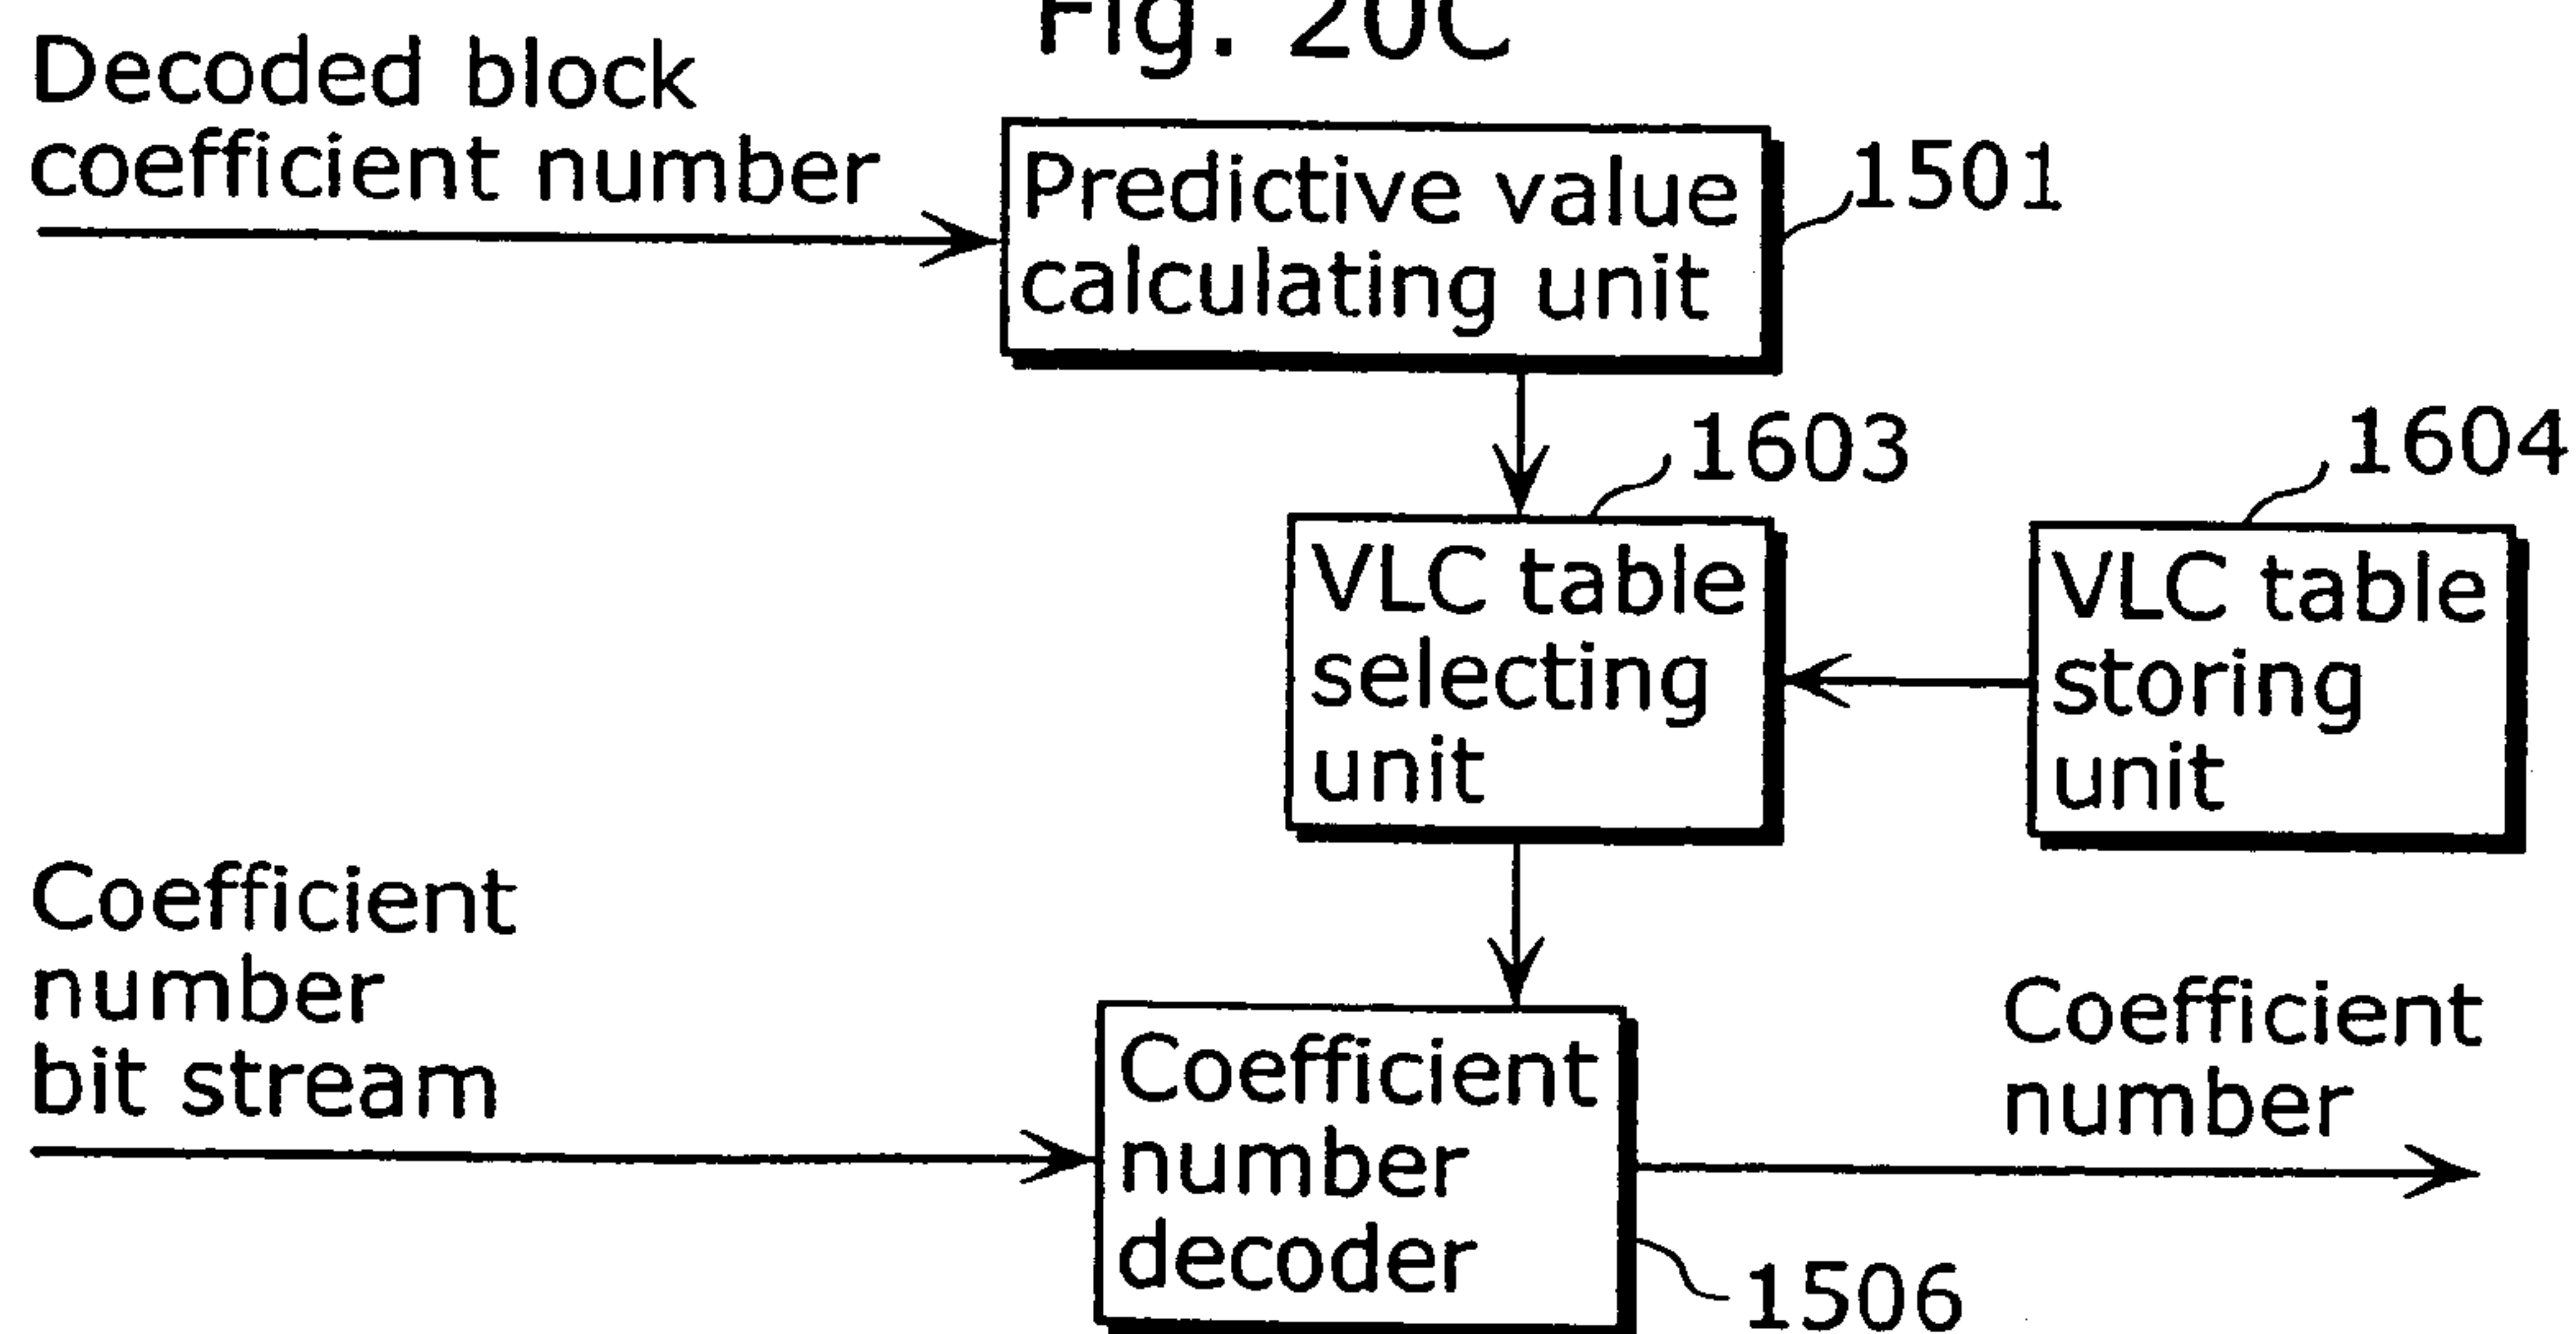 Fig. 20C
Decoded block
coefficient number
Predictive value
calculating unit
1501
1603
1604
VLC table
selecting
unit
VLC table
storing
unit
Coefficient
number
bit stream
Coefficient
number
decoder
Coefficient
number
1506